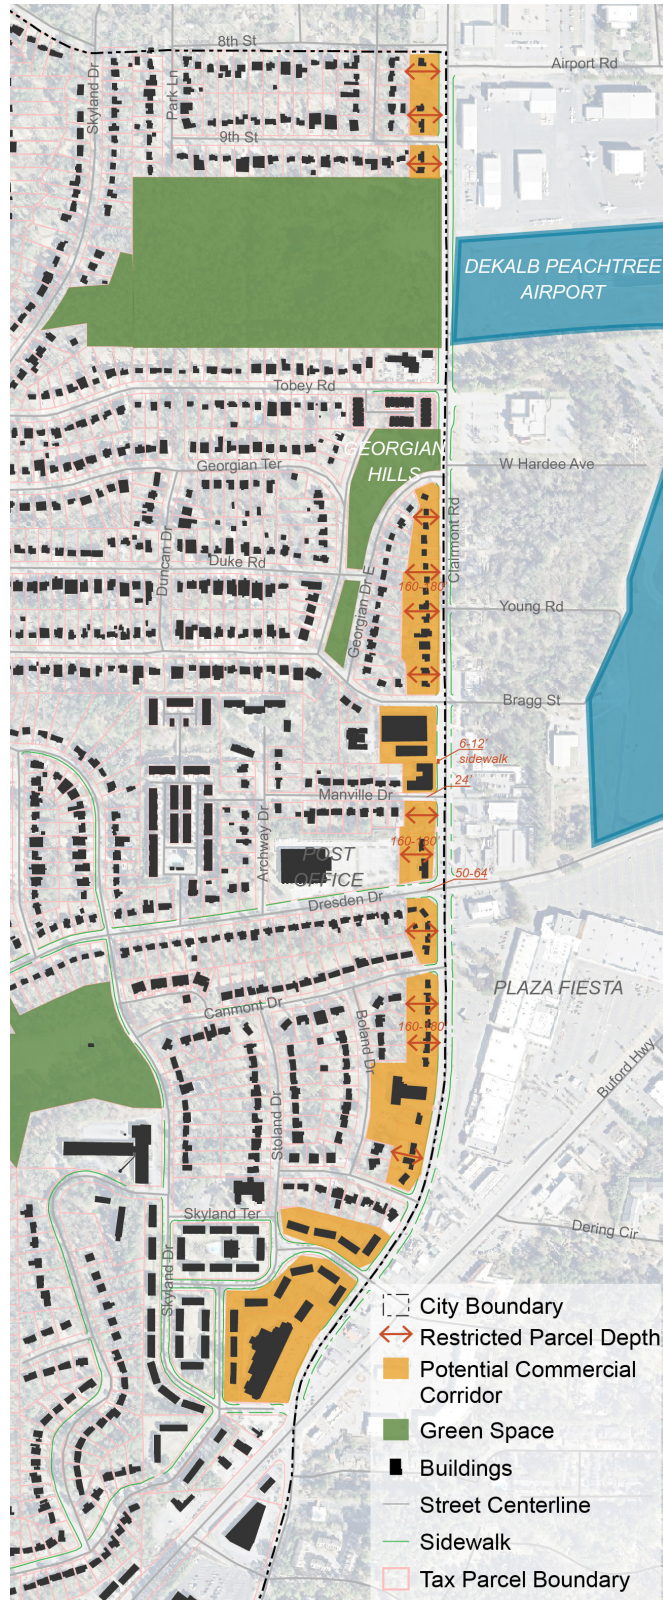 8th St
Airport Rd
Skyland Dr
Park Ln
9th St
DEKALB PEACHTREE
AIRPORT
Tobey Rd
GEORGIAN
HILLS
Georgian Ter
W Hardee Ave
Clairmont Rd
Duncan Dr
Duke Rd
Georgian Dr E
160-180'
Young Rd
Bragg St
6-12'
sidewalk
24'
Manville Dr
Archway Dr
160-180'
POST
OFFICE
50-64'
Dresden Dr
PLAZA FIESTA
Canmont Dr
Boland Dr
160-180'
Buford Hwy
Stoland Dr
Skyland Ter
Dering Cir
Skyland Dr
City Boundary
Restricted Parcel Depth
Potential Commercial
Corridor
Green Space
Buildings
Street Centerline
Sidewalk
Tax Parcel Boundary